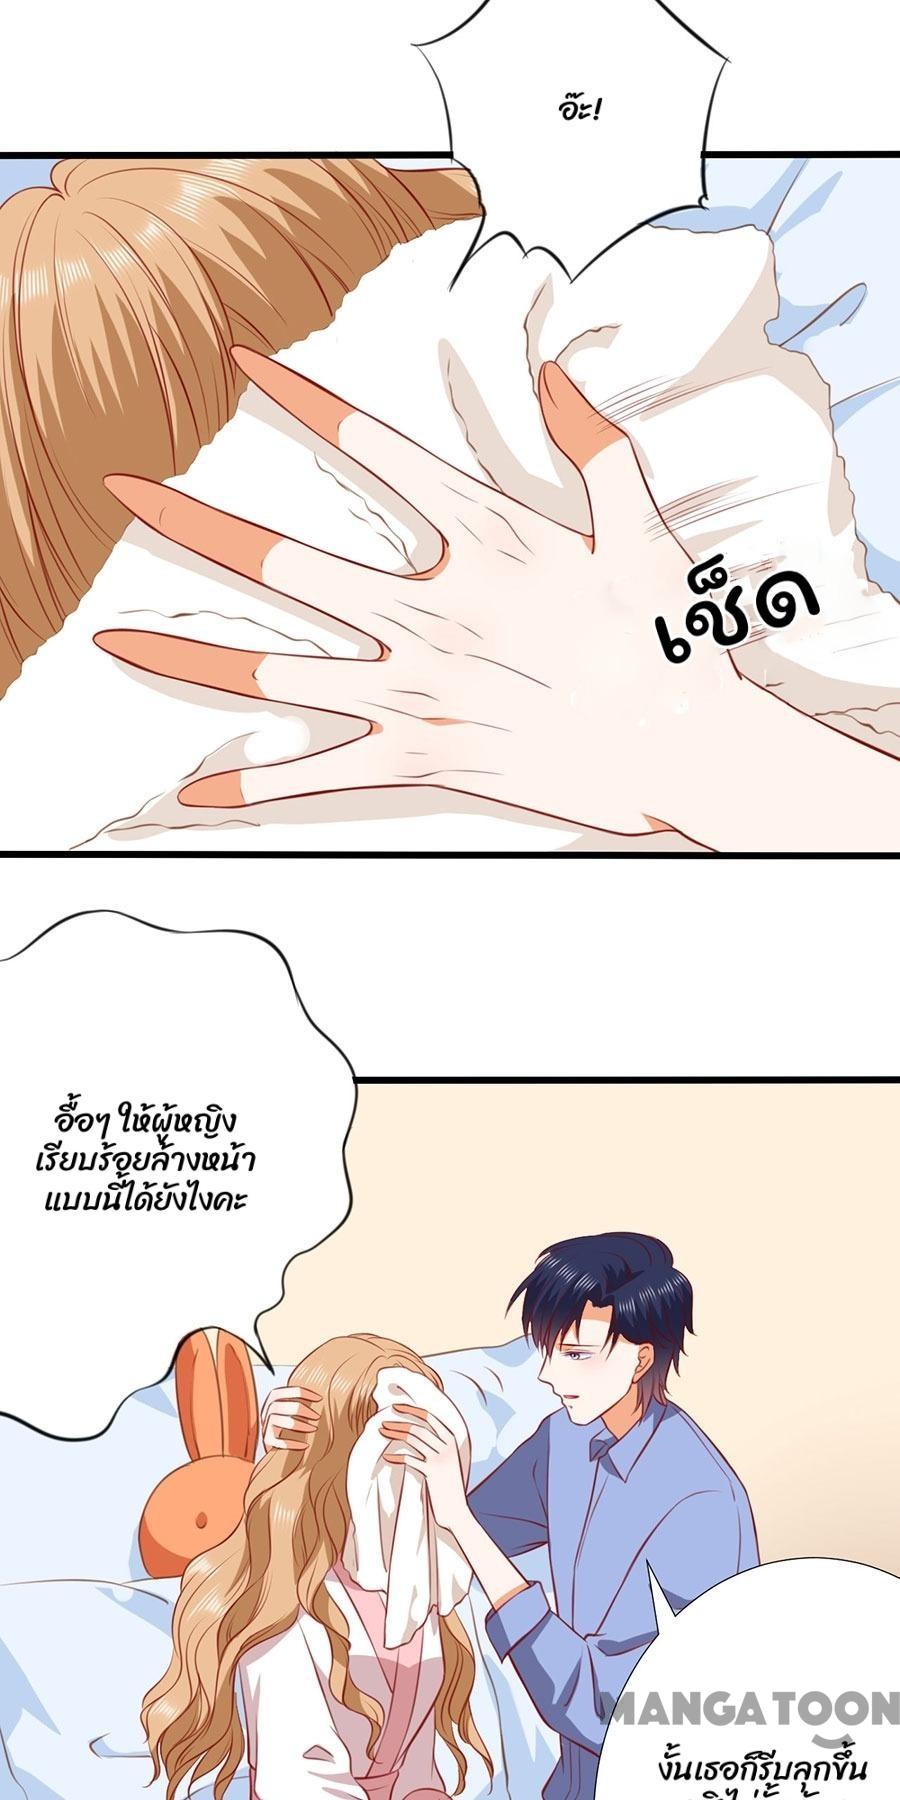 อ๊ะ!
เช็ด
อื้อๆ ให้ผู้หญิง
เรียบร้อยล้างหน้า
แบบนี้ได้ยังไงคะ
MANGATOON
งั้นเธอก็รีบลุกขึ้น